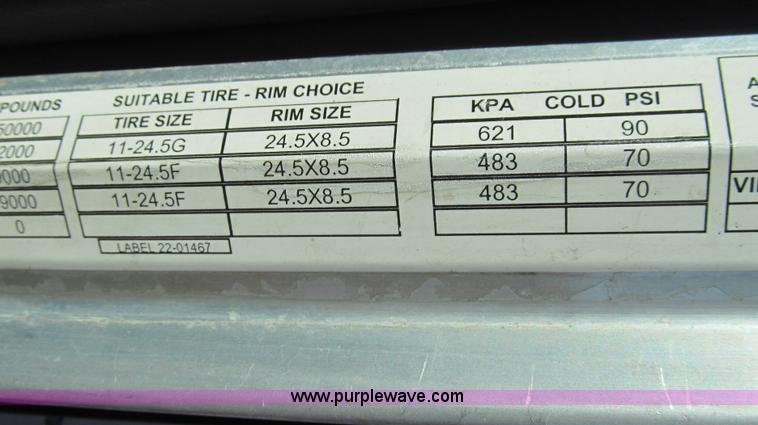 POUNDS SUITABLE TIRE - RIM CHOICE KPA COLD PSI
TIRE SIZE RIM SIZE
11-24.5G 24.5X8.5 621 90
2000 11-24.5F 24.5X8.5 483 70
9000 11-24.5F 24.5X8.5 483 70
0
LABEL 22-01467
VI
www.purplewave.com